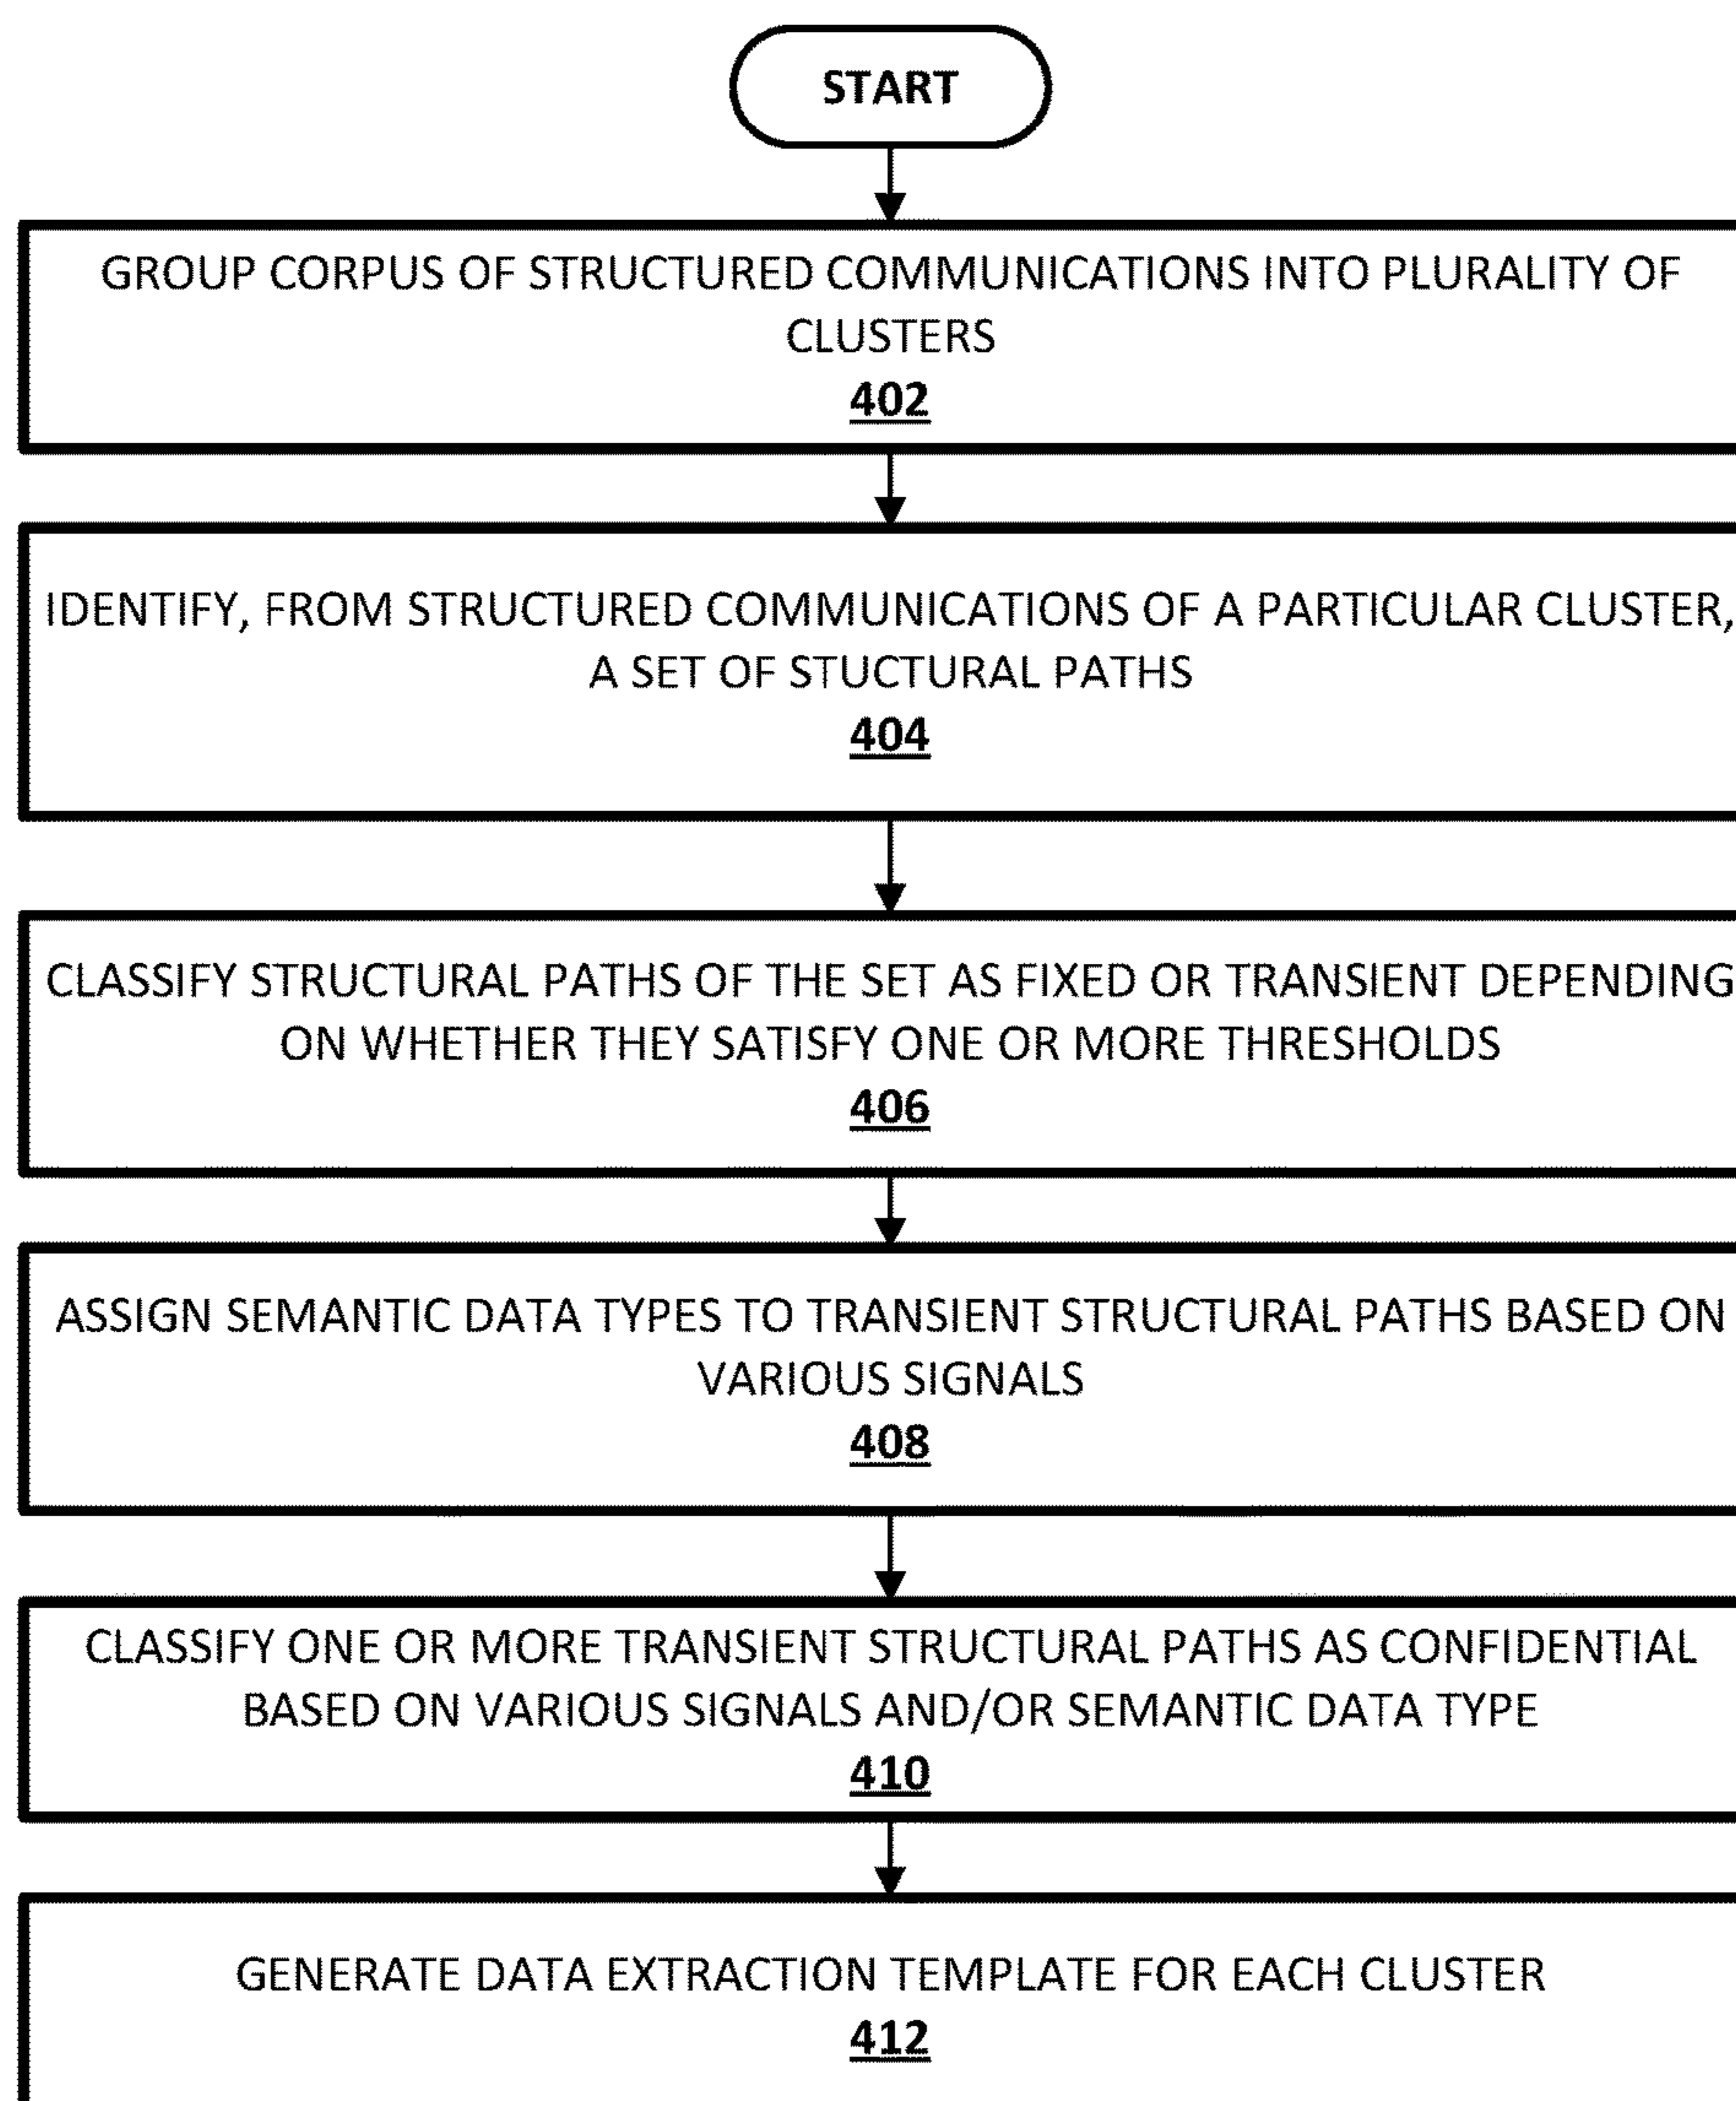 START
GROUP CORPUS OF STRUCTURED COMMUNICATIONS INTO PLURALITY OF
CLUSTERS
402
IDENTIFY, FROM STRUCTURED COMMUNICATIONS OF A PARTICULAR CLUSTER,
A SET OF STUCTURAL PATHS
404
CLASSIFY STRUCTURAL PATHS OF THE SET AS FIXED OR TRANSIENT DEPENDING
ON WHETHER THEY SATISFY ONE OR MORE THRESHOLDS
406
ASSIGN SEMANTIC DATA TYPES TO TRANSIENT STRUCTURAL PATHS BASED ON
VARIOUS SIGNALS
408
CLASSIFY ONE OR MORE TRANSIENT STRUCTURAL PATHS AS CONFIDENTIAL
BASED ON VARIOUS SIGNALS AND/OR SEMANTIC DATA TYPE
410
GENERATE DATA EXTRACTION TEMPLATE FOR EACH CLUSTER
412